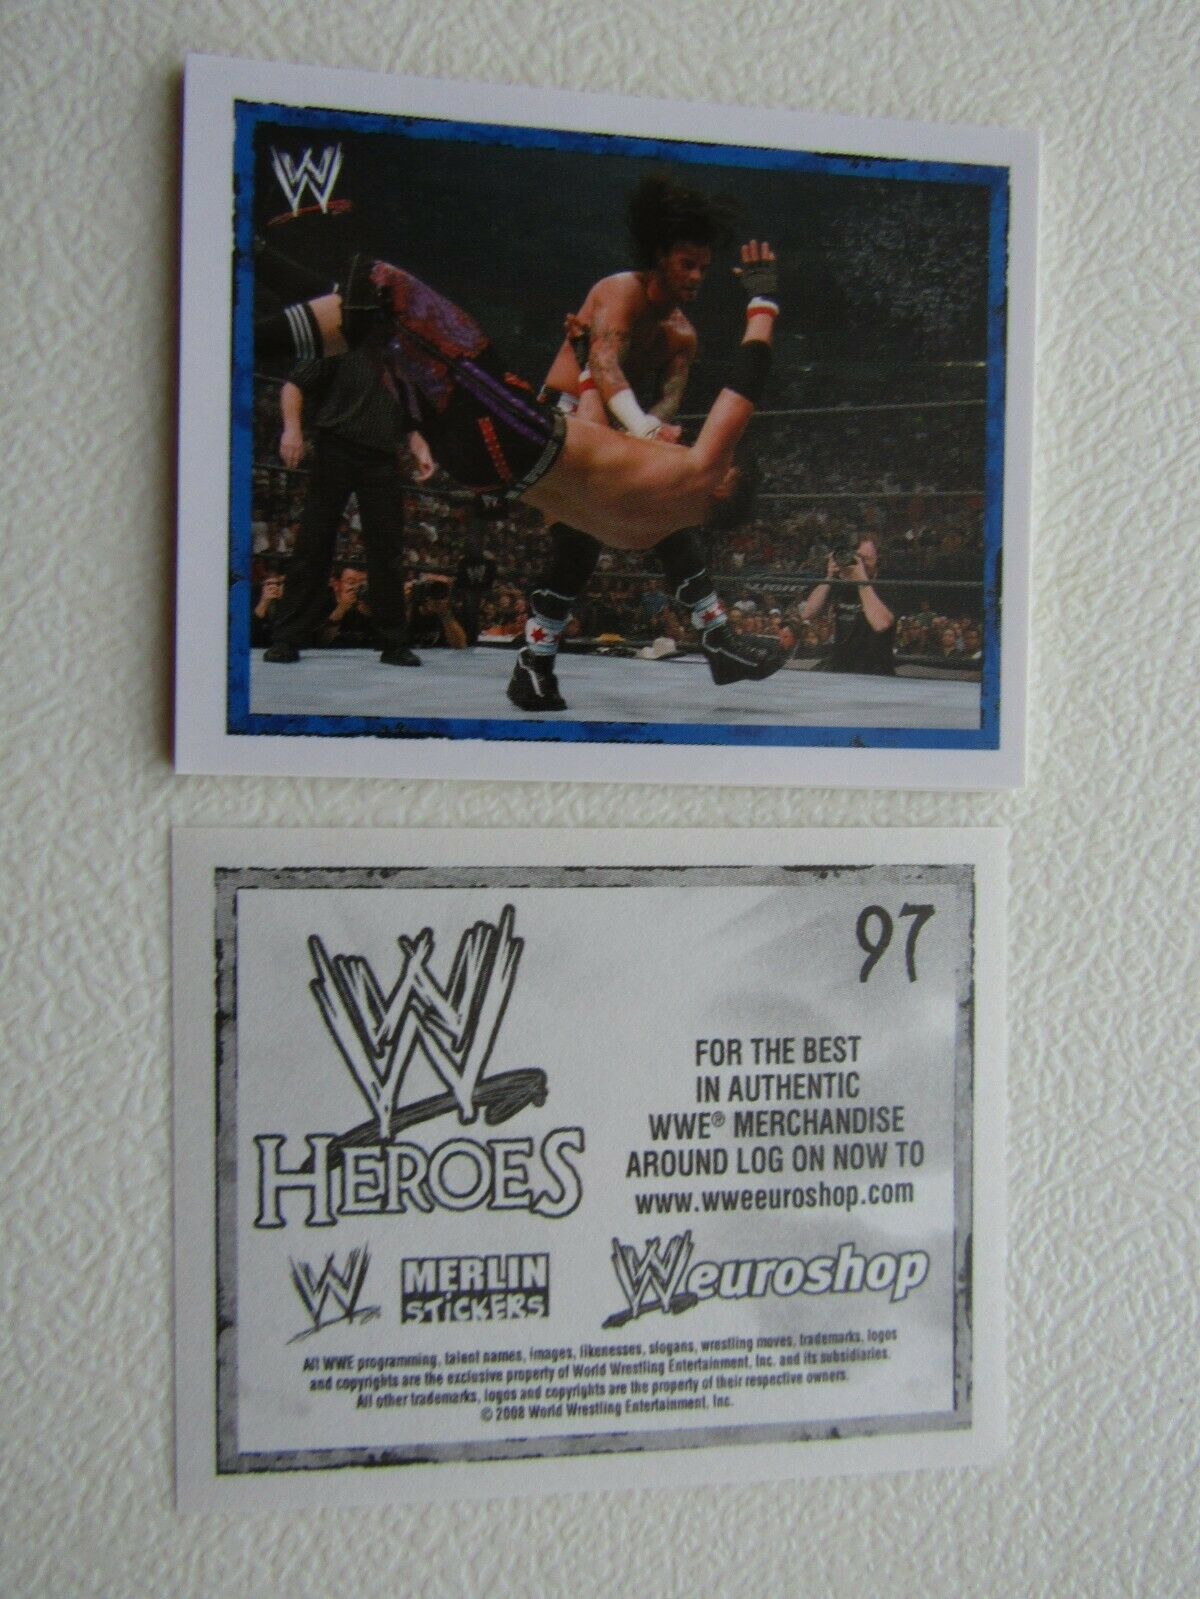 W
97
W
HEROES
FOR THE BEST
IN AUTHENTIC
WWE® MERCHANDISE
AROUND LOG ON NOW TO
www.wweeuroshop.com
W
MERLIN
STICKERS
W euroshop
All WWE programming, talent names, images, likenesses, slogans, wrestling moves, trademarks, logos
and copyrights are the exclusive property of World Wrestling Entertainment, Inc. and its subsidiaries.
All other trademarks, logos and copyrights are the property of their respective owners.
© 2008 World Wrestling Entertainment, Inc.